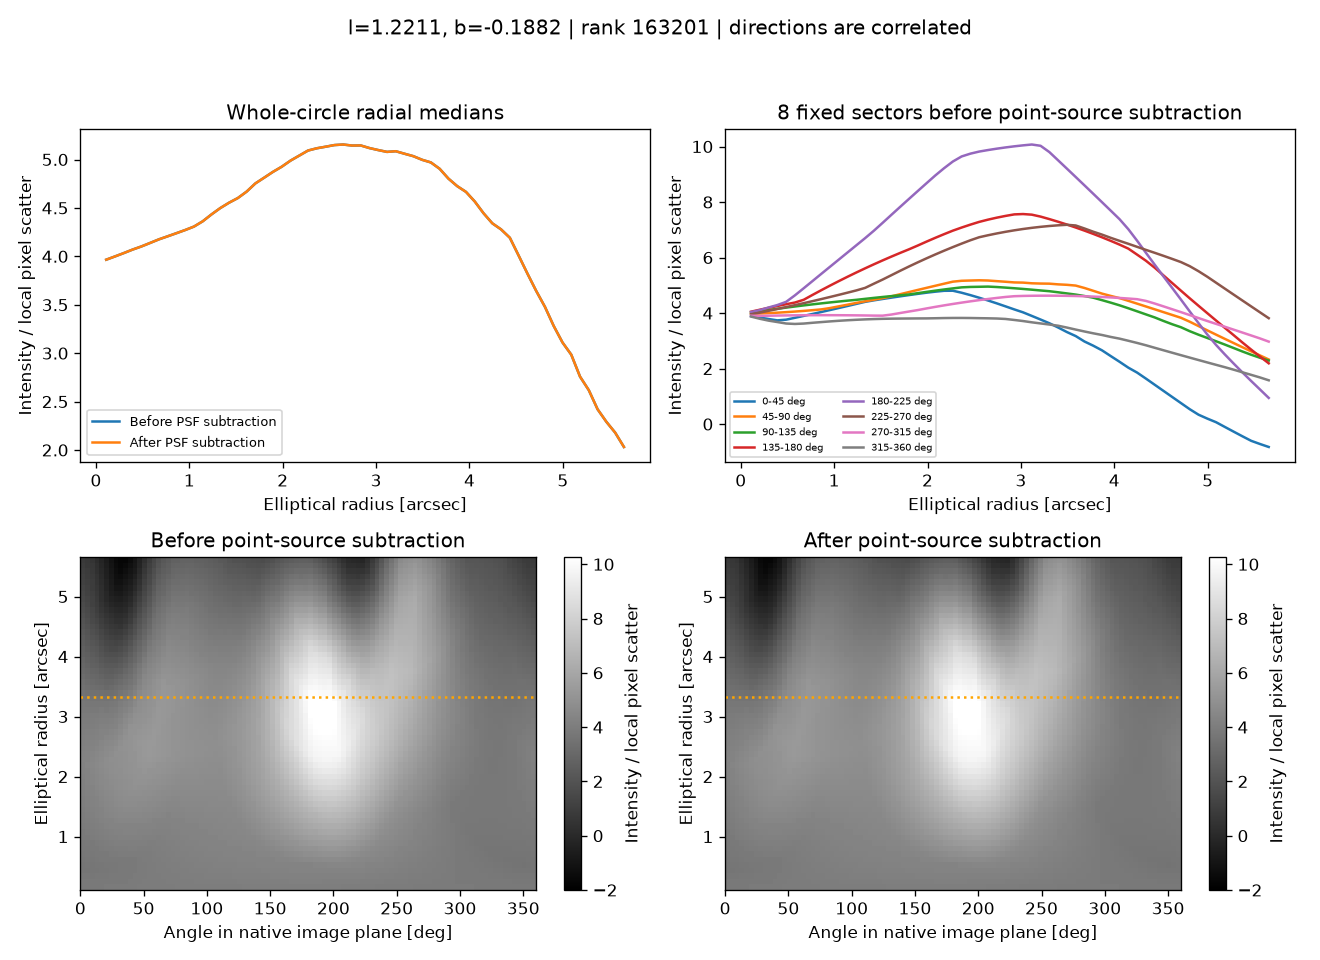 l=1.2211, b=-0.1882 | rank 163201 | directions are correlated
Whole-circle radial medians
Intensity / local pixel scatter
5.0
4.5
4.0
3.5
3.0
2.5
2.0
Before PSF subtraction
After PSF subtraction
0 1 2 3 4 5
Elliptical radius [arcsec]
8 fixed sectors before point-source subtraction
Intensity / local pixel scatter
10
8
6
4
2
0
0-45 deg
45-90 deg
90-135 deg
135-180 deg
180-225 deg
225-270 deg
270-315 deg
315-360 deg
0 1 2 3 4 5
Elliptical radius [arcsec]
Before point-source subtraction
Elliptical radius [arcsec]
5
4
3
2
1
0 50 100 150 200 250 300 350
Angle in native image plane [deg]
10
8
6
4
2
0
−2
Intensity / local pixel scatter
After point-source subtraction
Elliptical radius [arcsec]
5
4
3
2
1
0 50 100 150 200 250 300 350
Angle in native image plane [deg]
10
8
6
4
2
0
−2
Intensity / local pixel scatter